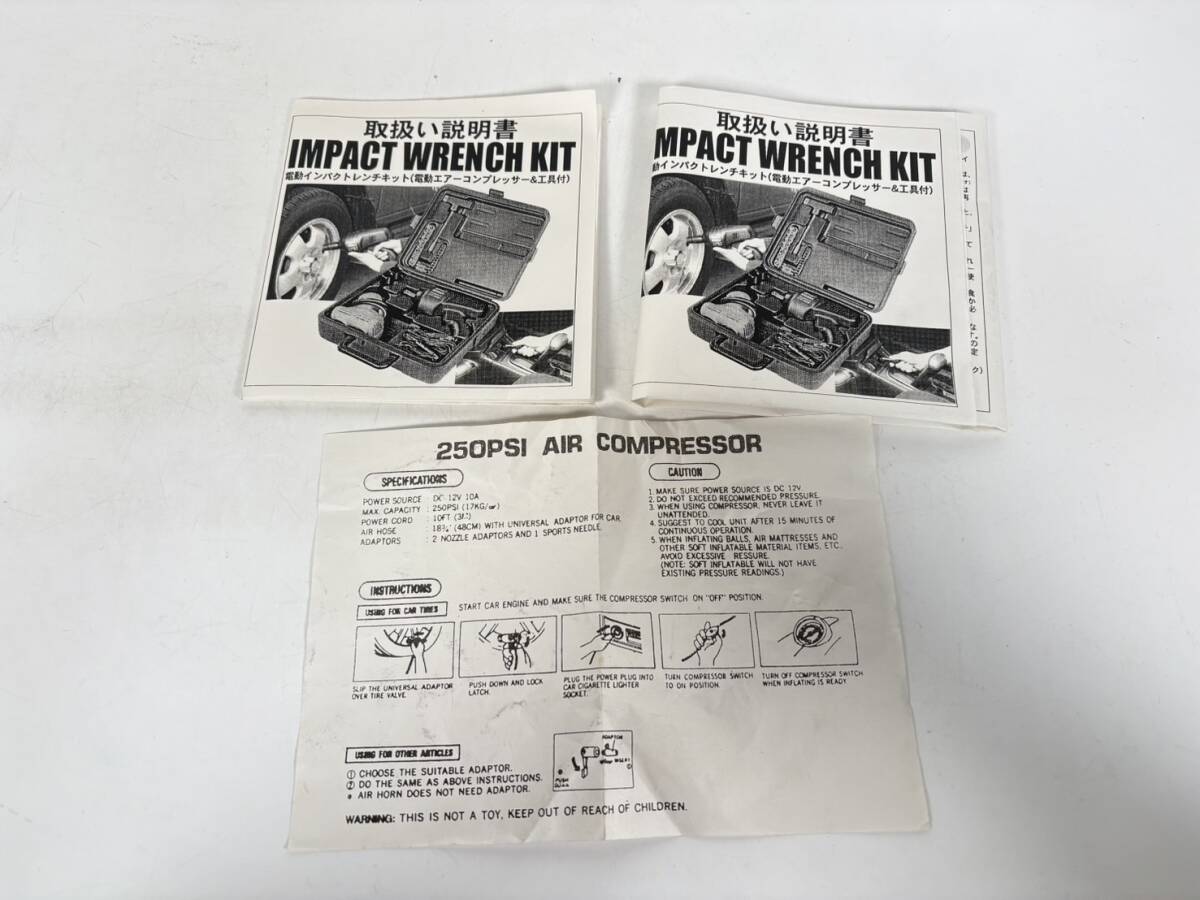 取扱い説明書
IMPACT WRENCH KIT
電動インパクトレンチキット(電動エアーコンプレッサー&工具付)
取扱い説明書
MPACT WRENCH KIT
電動インパクトレンチキット(電動エアーコンプレッサー&工具付)
250PSI AIR COMPRESSOR
SPECIFICATIONS
POWER SOURCE : DC 12V 10A
MAX. CAPACITY : 250PSI (17KG/㎠)
POWER CORD : 10FT (3M)
AIR HOSE : 18¾" (48CM) WITH UNIVERSAL ADAPTOR FOR CAR.
ADAPTORS : 2 NOZZLE ADAPTORS AND 1 SPORTS NEEDLE.
CAUTION
1. MAKE SURE POWER SOURCE IS DC 12V.
2. DO NOT EXCEED RECOMMENDED PRESSURE.
3. WHEN USING COMPRESSOR, NEVER LEAVE IT
UNATTENDED.
4. SUGGEST TO COOL UNIT AFTER 15 MINUTES OF
CONTINUOUS OPERATION.
5. WHEN INFLATING BALLS, AIR MATTRESSES AND
OTHER SOFT INFLATABLE MATERIAL ITEMS, ETC.
AVOID EXCESSIVE RESSURE.
(NOTE: SOFT INFLATABLE WILL NOT HAVE
EXISTING PRESSURE READINGS.)
INSTRUCTIONS
USING FOR CAR TIRES
START CAR ENGINE AND MAKE SURE THE COMPRESSOR SWITCH ON "OFF" POSITION.
SLIP THE UNIVERSAL ADAPTOR
OVER TIRE VALVE.
PUSH DOWN AND LOCK
LATCH.
PLUG THE POWER PLUG INTO
CAR CIGARETTE LIGHTER
SOCKET.
TURN COMPRESSOR SWITCH
TO ON POSITION.
TURN OFF COMPRESSOR SWITCH
WHEN INFLATING IS READY.
USING FOR OTHER ARTICLES
① CHOOSE THE SUITABLE ADAPTOR.
② DO THE SAME AS ABOVE INSTRUCTIONS.
* AIR HORN DOES NOT NEED ADAPTOR.
ADAPTOR
PUSH
WARNING: THIS IS NOT A TOY, KEEP OUT OF REACH OF CHILDREN.